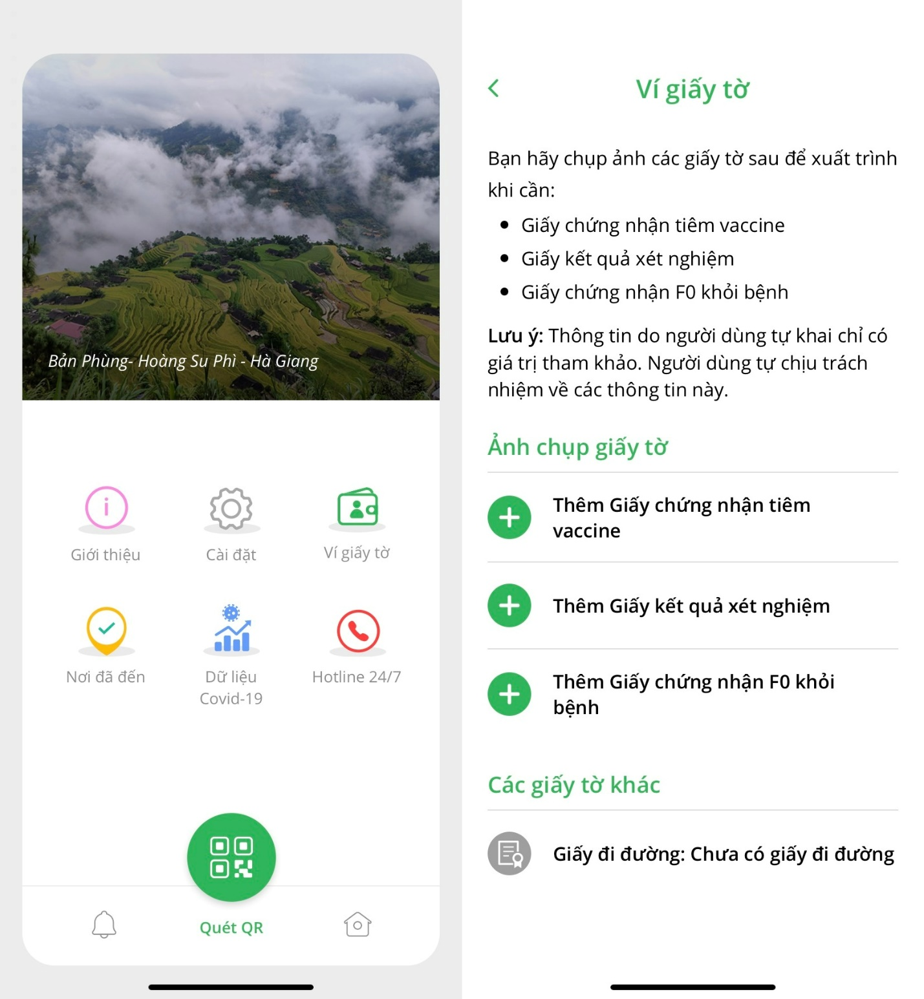 Bản Phùng- Hoàng Su Phì - Hà Giang
Giới thiệu
Cài đặt
Ví giấy tờ
Nơi đã đến
Dữ liệu
Covid-19
Hotline 24/7
Quét QR
Ví giấy tờ
Bạn hãy chụp ảnh các giấy tờ sau để xuất trình
khi cần:
• Giấy chứng nhận tiêm vaccine
• Giấy kết quả xét nghiệm
• Giấy chứng nhận F0 khỏi bệnh
Lưu ý: Thông tin do người dùng tự khai chỉ có
giá trị tham khảo. Người dùng tự chịu trách
nhiệm về các thông tin này.
Ảnh chụp giấy tờ
Thêm Giấy chứng nhận tiêm
vaccine
Thêm Giấy kết quả xét nghiệm
Thêm Giấy chứng nhận F0 khỏi
bệnh
Các giấy tờ khác
Giấy đi đường: Chưa có giấy đi đường